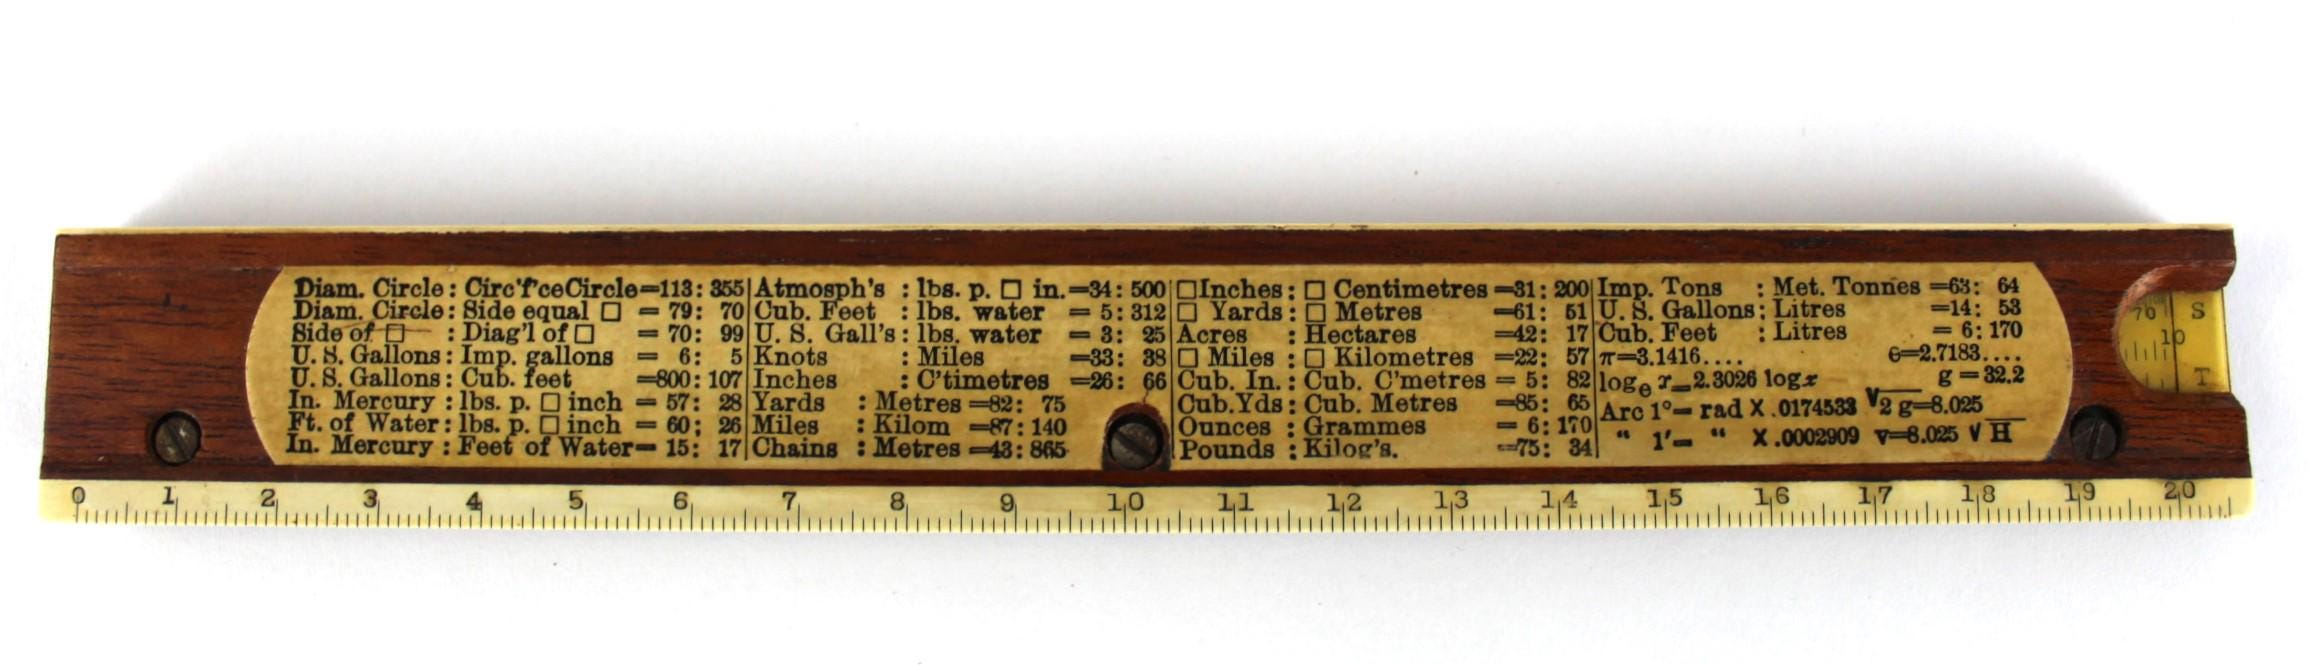 Diam. Circle : Circ'f'ce Circle =113: 355
Diam. Circle : Side equal □ = 79: 70
Side of □ : Diag'l of □ = 70: 99
U. S. Gallons : Imp. gallons = 6: 5
U. S. Gallons : Cub. feet =800: 107
In. Mercury : lbs. p. □ inch = 57: 28
Ft. of Water : lbs. p. □ inch = 60: 26
In. Mercury : Feet of Water= 15: 17
Atmosph's : lbs. p. □ in.=34: 500
Cub. Feet : lbs. water = 5: 312
U. S. Gall's : lbs. water = 3: 25
Knots : Miles =33: 38
Inches : C'timetres =26: 66
Yards : Metres =82: 75
Miles : Kilom =87: 140
Chains : Metres =43: 865
□ Inches : □ Centimetres =31: 200
□ Yards : □ Metres =61: 51
Acres : Hectares =42: 17
□ Miles : □ Kilometres =22: 57
Cub. In. : Cub. C'metres = 5: 82
Cub. Yds : Cub. Metres =85: 65
Ounces : Grammes = 6: 170
Pounds : Kilog's. =75: 34
Imp. Tons : Met. Tonnes =63: 64
U. S. Gallons : Litres =14: 53
Cub. Feet : Litres = 6: 170
π=3.1416.... e=2.7183....
logₑ x=2.3026 log x g=32.2
Arc 1°= rad X .0174533 √2 g=8.025
" 1'= " X .0002909 v=8.025 √H
S
10
T
0 1 2 3 4 5 6 7 8 9 10 11 12 13 14 15 16 17 18 19 20